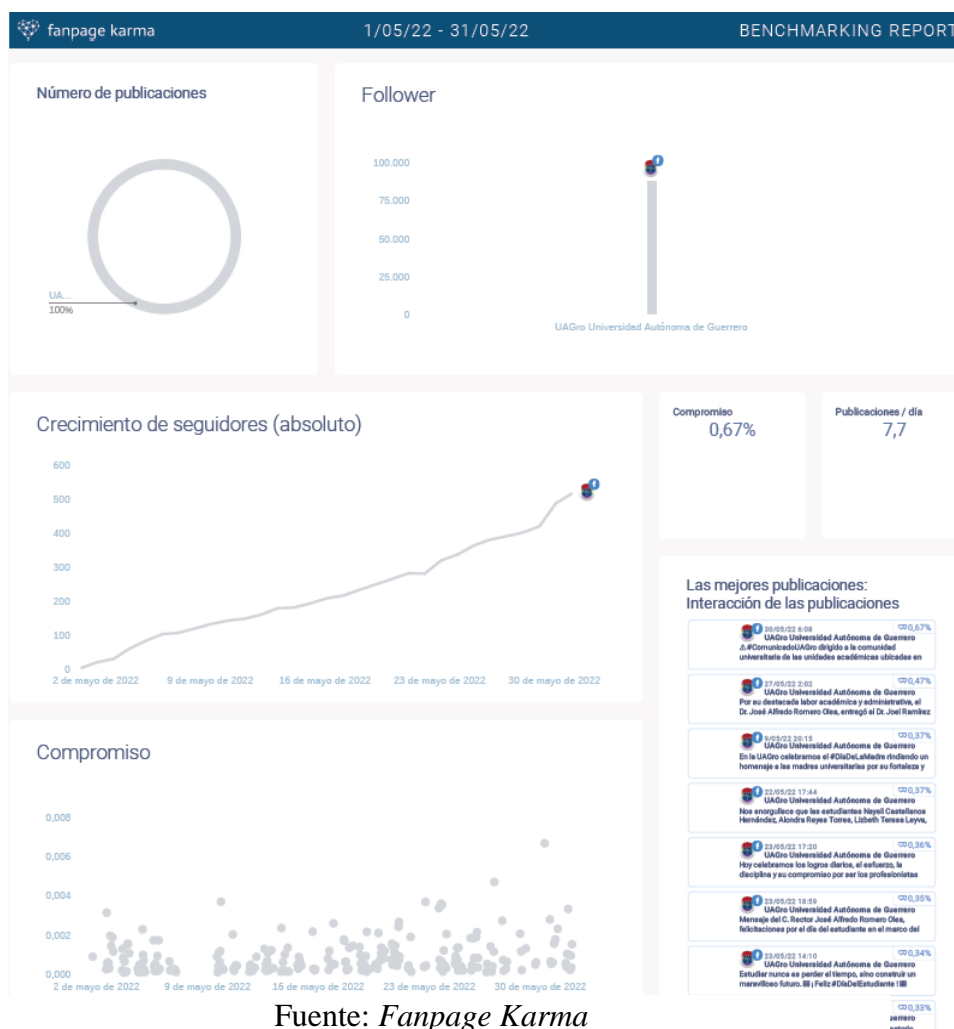 fanpage karma
1/05/22 - 31/05/22
BENCHMARKING REPORT
Número de publicaciones
UA...
100%
Follower
100.000
75.000
50.000
25.000
0
UAGro Universidad Autónoma de Guerrero
Crecimiento de seguidores (absoluto)
600
500
400
300
200
100
0
2 de mayo de 2022 9 de mayo de 2022 16 de mayo de 2022 23 de mayo de 2022 30 de mayo de 2022
Compromiso
0,67%
Publicaciones / día
7,7
Compromiso
0,008
0,006
0,004
0,002
0,000
2 de mayo de 2022 9 de mayo de 2022 16 de mayo de 2022 23 de mayo de 2022 30 de mayo de 2022
Las mejores publicaciones:
Interacción de las publicaciones
30/05/22 6:08 0,67%
UAGro Universidad Autónoma de Guerrero
⚠#ComunicadoUAGro dirigido a la comunidad
universitaria de las unidades académicas ubicadas en
27/05/22 2:02 0,47%
UAGro Universidad Autónoma de Guerrero
Por su destacada labor académica y administrativa, el
Dr. José Alfredo Romero Olea, entregó al Dr. Joel Ramírez
9/05/22 20:15 0,37%
UAGro Universidad Autónoma de Guerrero
En la UAGro celebramos el #DíaDeLaMadre rindiendo un
homenaje a las madres universitarias por su fortaleza y
22/05/22 17:44 0,37%
UAGro Universidad Autónoma de Guerrero
Nos enorgullece que las estudiantes Nayeli Castellanos
Hernández, Alondra Reyes Torres, Lizbeth Teresa Leyva,
23/05/22 17:20 0,36%
UAGro Universidad Autónoma de Guerrero
Hoy celebramos los logros diarios, el esfuerzo, la
disciplina y su compromiso por ser los profesionistas
23/05/22 18:59 0,35%
UAGro Universidad Autónoma de Guerrero
Mensaje del C. Rector José Alfredo Romero Olea,
felicitaciones por el día del estudiante en el marco del
23/05/22 14:10 0,34%
UAGro Universidad Autónoma de Guerrero
Estudiar nunca es perder el tiempo, sino construir un
maravilloso futuro. ¡ Feliz #DíaDelEstudiante !
0,33%
Fuente: Fanpage Karma